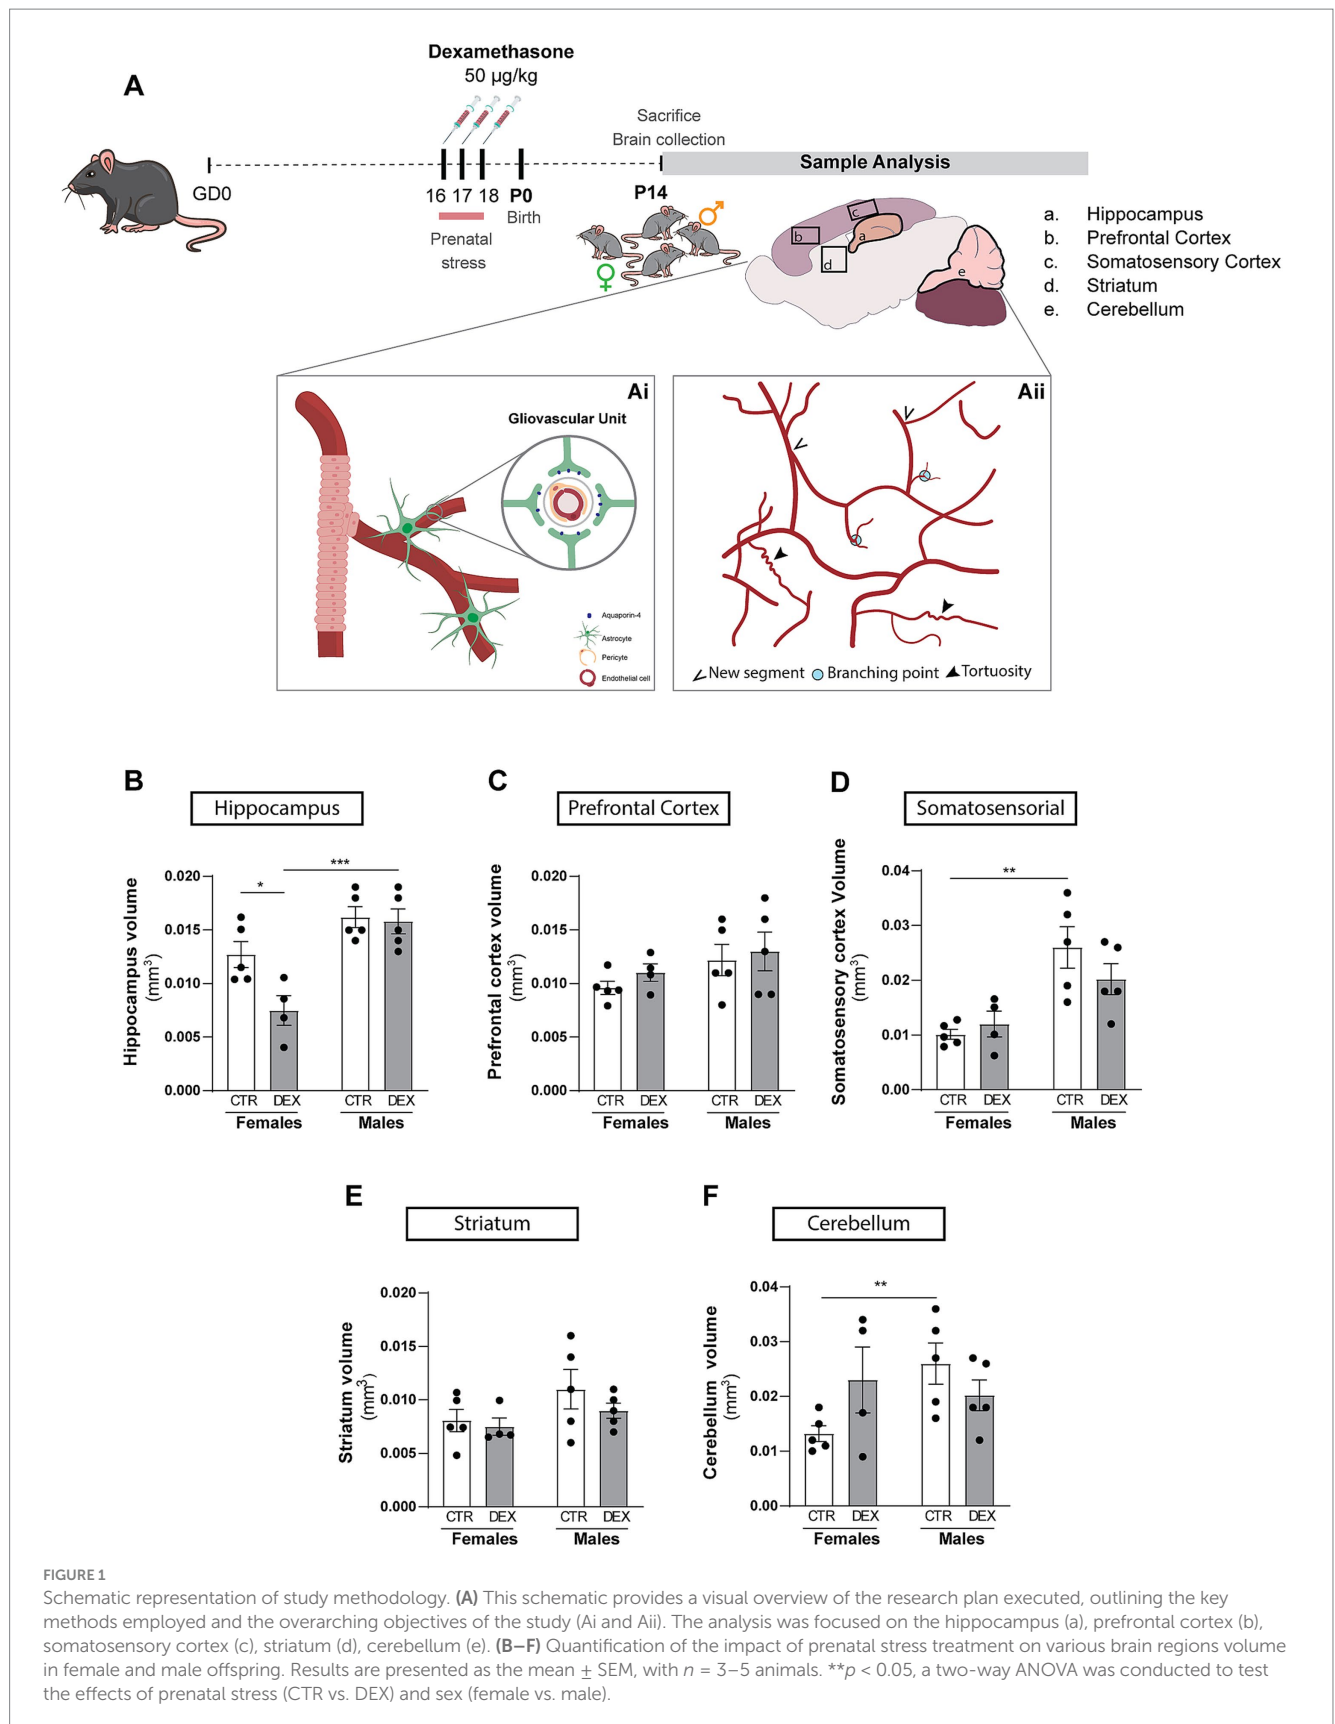 A
Dexamethasone
50 µg/kg
Sacrifice
Brain collection
Sample Analysis
GD0
16 17 18 P0
Birth
P14
Prenatal
stress
a
b
c
d
e
a. Hippocampus
b. Prefrontal Cortex
c. Somatosensory Cortex
d. Striatum
e. Cerebellum
Ai
Gliovascular Unit
Aquaporin-4
Astrocyte
Pericyte
Endothelial cell
Aii
New segment Branching point Tortuosity
B
Hippocampus
Hippocampus volume
(mm³)
0.020
0.015
0.010
0.005
0.000
*
***
CTR DEX CTR DEX
Females Males
C
Prefrontal Cortex
Prefrontal cortex volume
(mm³)
0.020
0.015
0.010
0.005
0.000
CTR DEX CTR DEX
Females Males
D
Somatosensorial
Somatosensory cortex Volume
(mm³)
0.04
0.03
0.02
0.01
0.00
**
CTR DEX CTR DEX
Females Males
E
Striatum
Striatum volume
(mm³)
0.020
0.015
0.010
0.005
0.000
CTR DEX CTR DEX
Females Males
F
Cerebellum
Cerebellum volume
(mm³)
0.04
0.03
0.02
0.01
0.00
**
CTR DEX CTR DEX
Females Males
FIGURE 1
Schematic representation of study methodology. (A) This schematic provides a visual overview of the research plan executed, outlining the key
methods employed and the overarching objectives of the study (Ai and Aii). The analysis was focused on the hippocampus (a), prefrontal cortex (b),
somatosensory cortex (c), striatum (d), cerebellum (e). (B–F) Quantification of the impact of prenatal stress treatment on various brain regions volume
in female and male offspring. Results are presented as the mean ± SEM, with n = 3–5 animals. **p < 0.05, a two-way ANOVA was conducted to test
the effects of prenatal stress (CTR vs. DEX) and sex (female vs. male).